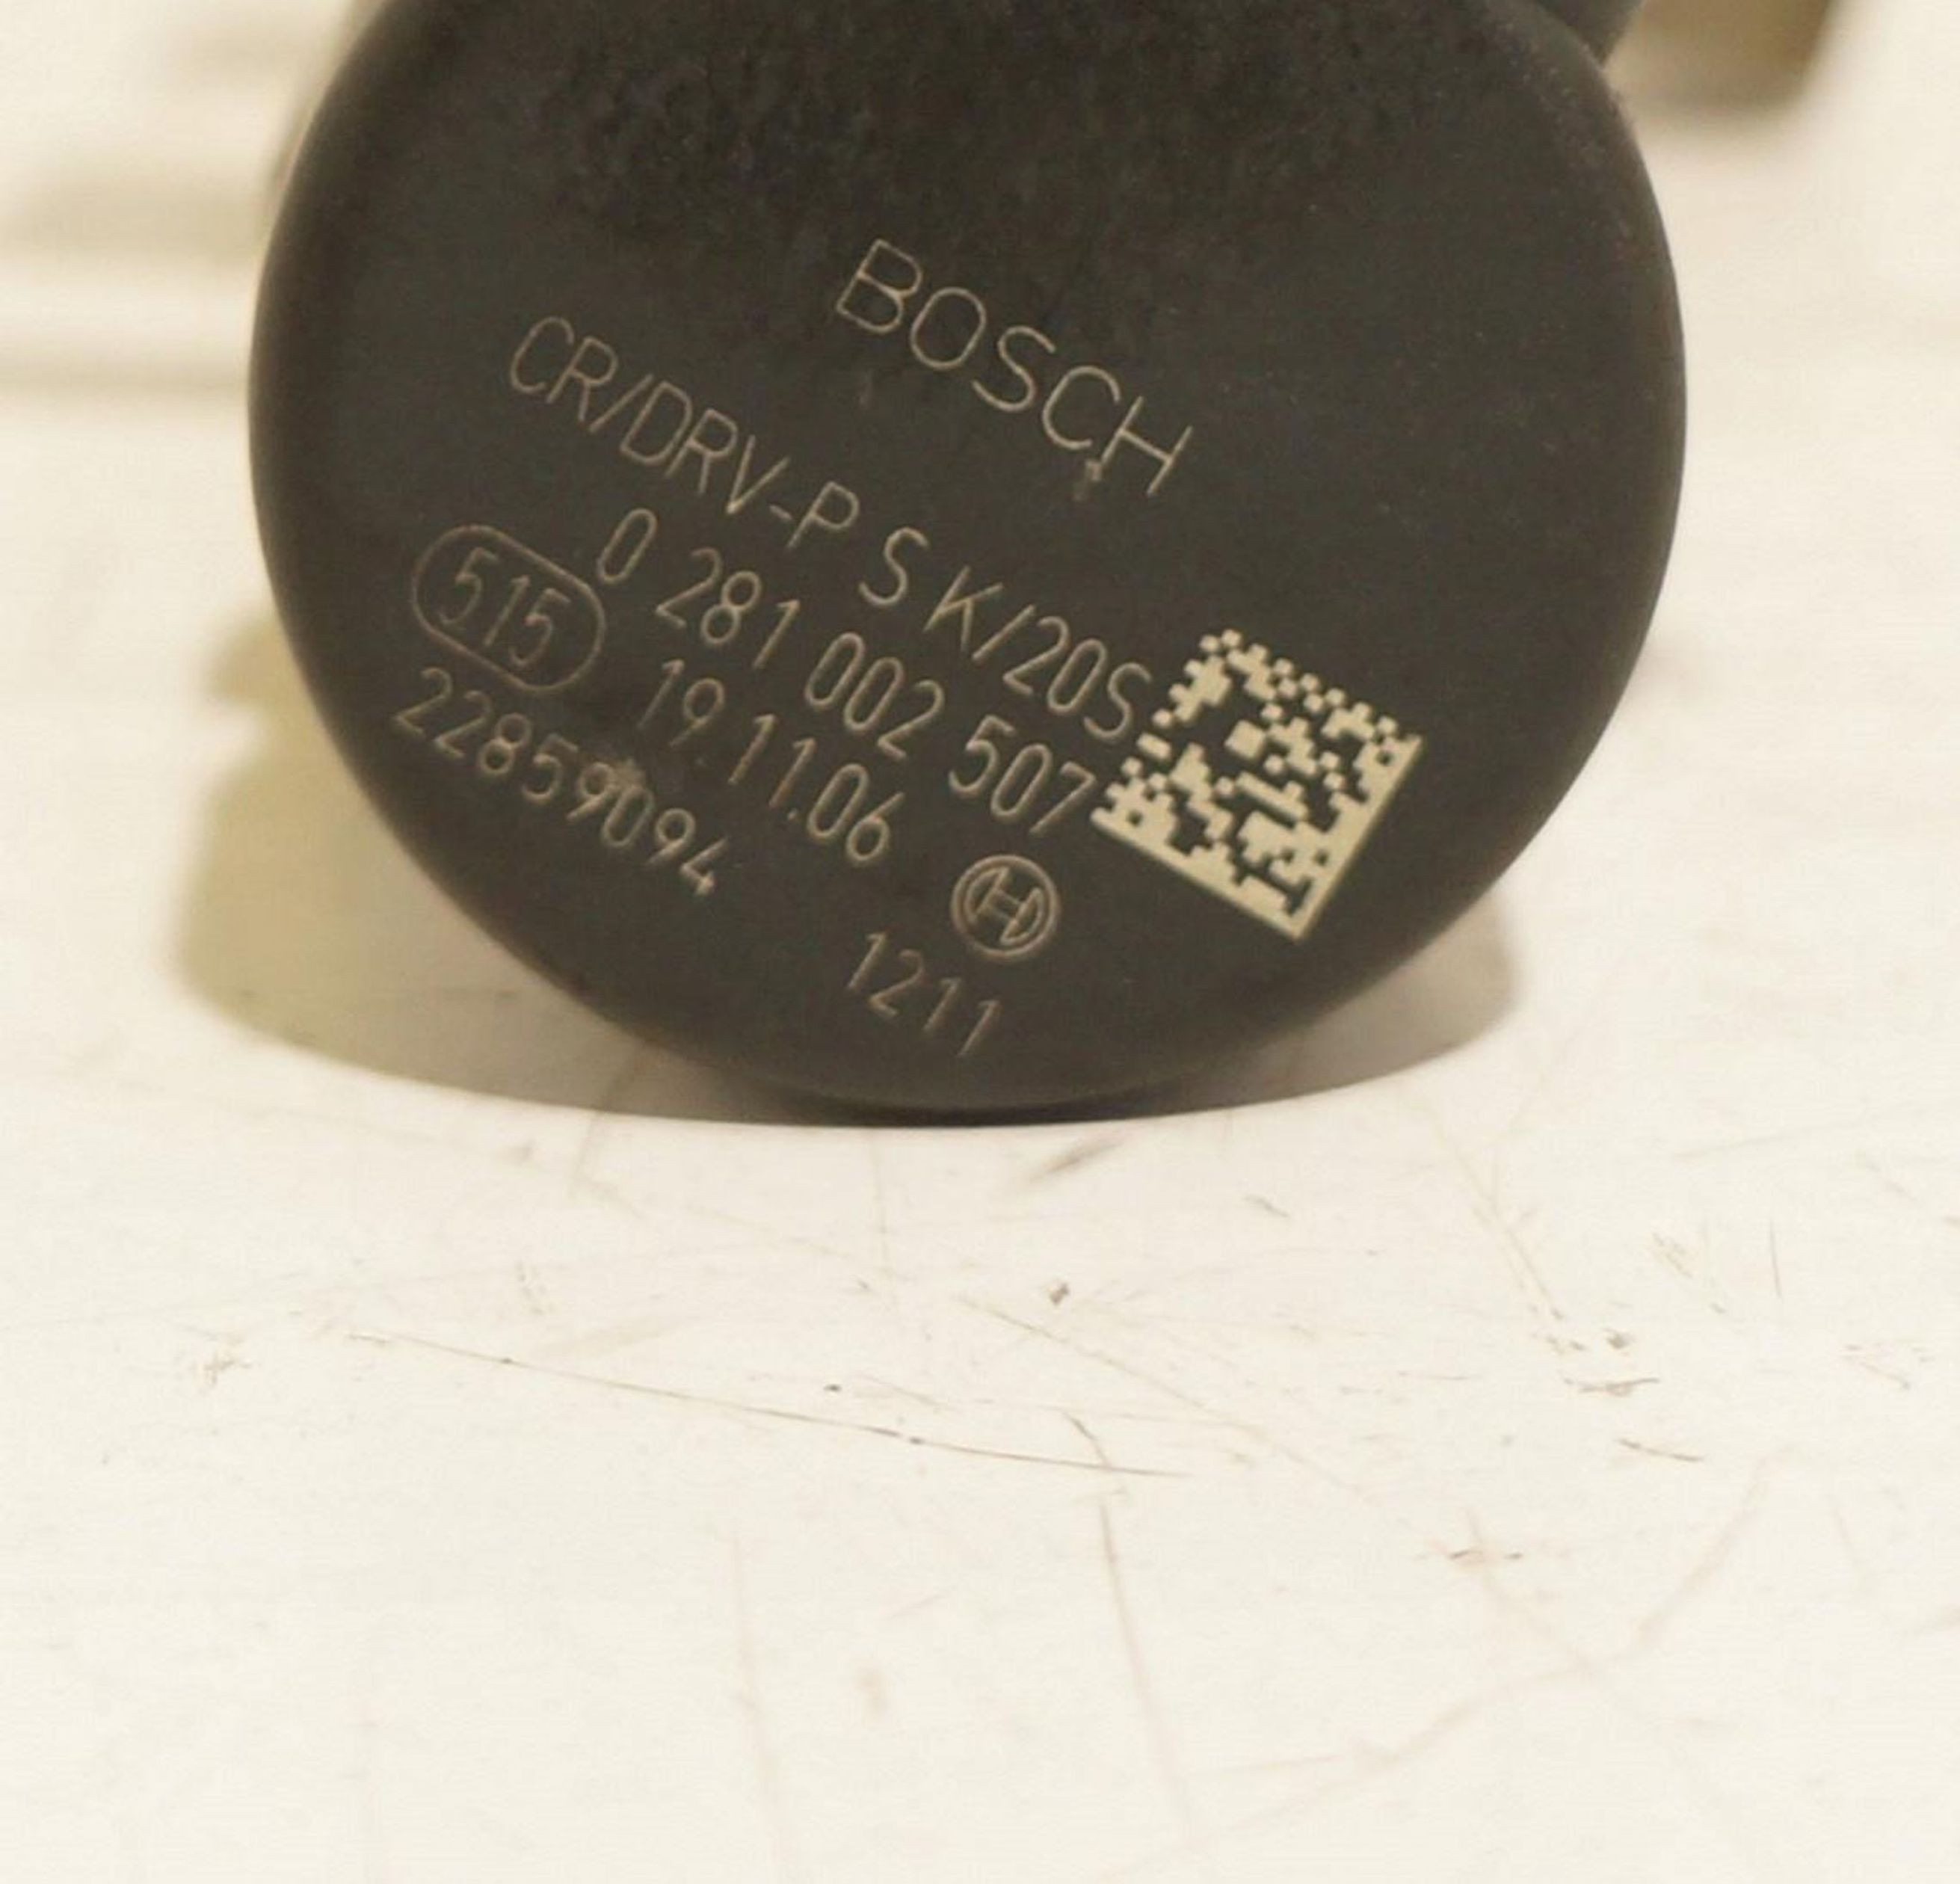 BOSCH
CR/DRV-P S K/20S
0 281 002 507
515 19.11.06
22859094
1211